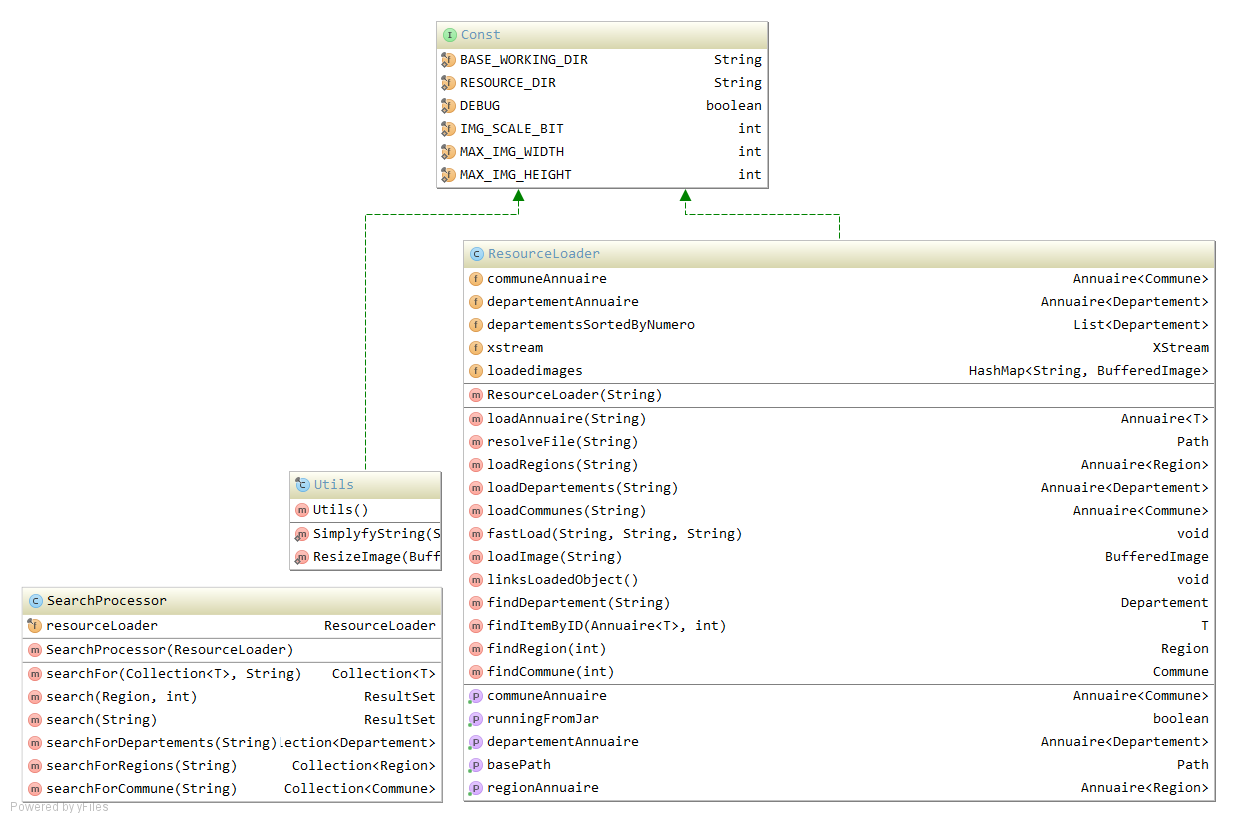 I Const
f BASE_WORKING_DIR String
f RESOURCE_DIR String
f DEBUG boolean
f IMG_SCALE_BIT int
f MAX_IMG_WIDTH int
f MAX_IMG_HEIGHT int
C ResourceLoader
f communeAnnuaire Annuaire<Commune>
f departementAnnuaire Annuaire<Departement>
f departementsSortedByNumero List<Departement>
f xstream XStream
f loadedimages HashMap<String, BufferedImage>
m ResourceLoader(String)
m loadAnnuaire(String) Annuaire<T>
m resolveFile(String) Path
m loadRegions(String) Annuaire<Region>
m loadDepartements(String) Annuaire<Departement>
m loadCommunes(String) Annuaire<Commune>
m fastLoad(String, String, String) void
m loadImage(String) BufferedImage
m linksLoadedObject() void
m findDepartement(String) Departement
m findItemByID(Annuaire<T>, int) T
m findRegion(int) Region
m findCommune(int) Commune
P communeAnnuaire Annuaire<Commune>
P runningFromJar boolean
P departementAnnuaire Annuaire<Departement>
P basePath Path
P regionAnnuaire Annuaire<Region>
C Utils
m Utils()
m SimplyfyString(S
m ResizeImage(Buff
C SearchProcessor
f resourceLoader ResourceLoader
m SearchProcessor(ResourceLoader)
m searchFor(Collection<T>, String) Collection<T>
m search(Region, int) ResultSet
m search(String) ResultSet
m searchForDepartements(String) lection<Departement>
m searchForRegions(String) Collection<Region>
m searchForCommune(String) Collection<Commune>
Powered by yFiles